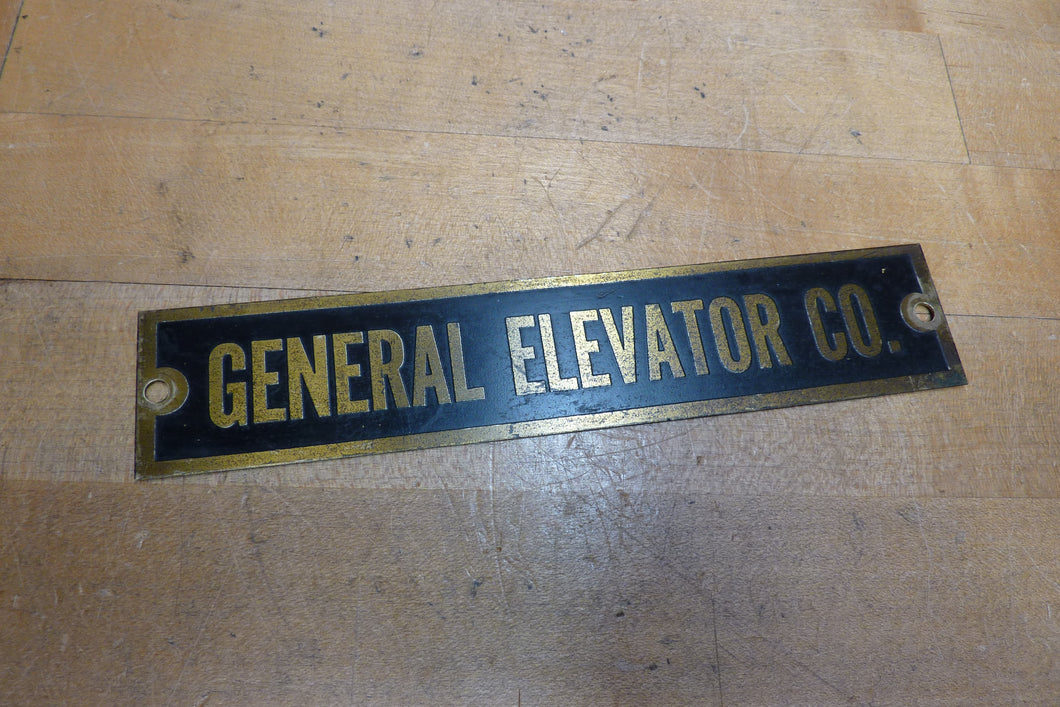 GENERAL ELEVATOR CO.